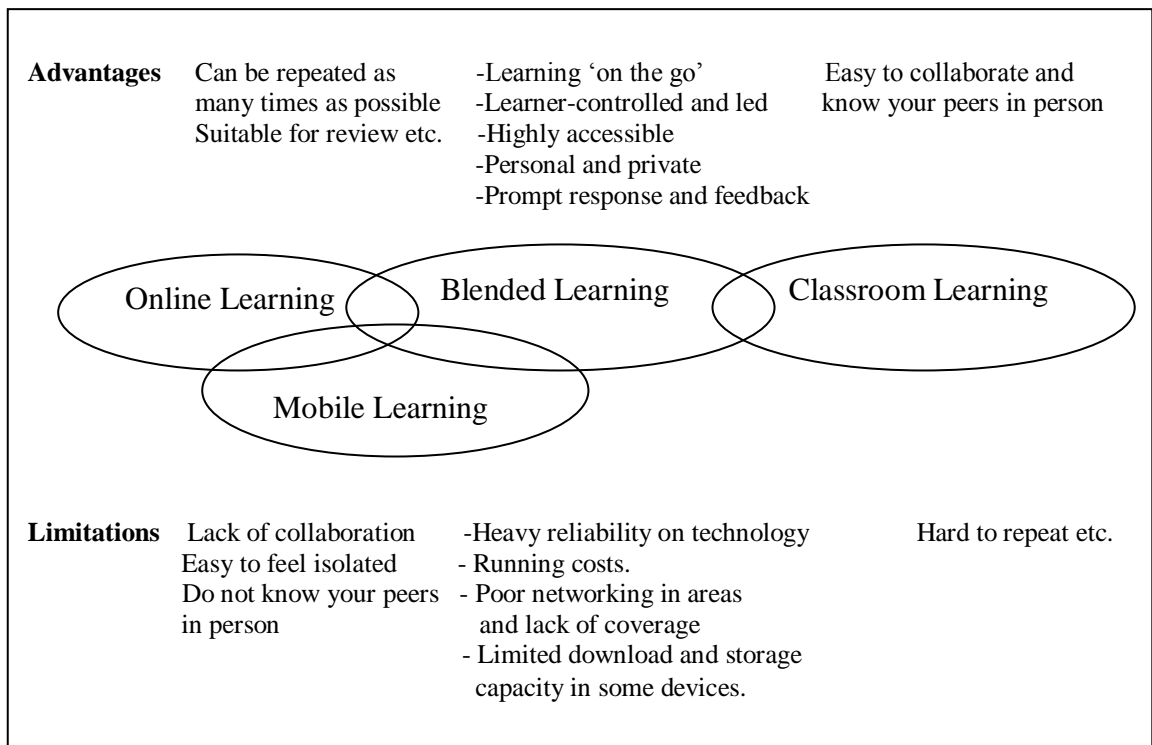 Advantages
Can be repeated as
many times as possible
Suitable for review etc.
-Learning ‘on the go’
-Learner-controlled and led
-Highly accessible
-Personal and private
-Prompt response and feedback
Easy to collaborate and
know your peers in person
Online Learning
Blended Learning
Classroom Learning
Mobile Learning
Limitations
Lack of collaboration
Easy to feel isolated
Do not know your peers
in person
-Heavy reliability on technology
- Running costs.
- Poor networking in areas
and lack of coverage
- Limited download and storage
capacity in some devices.
Hard to repeat etc.